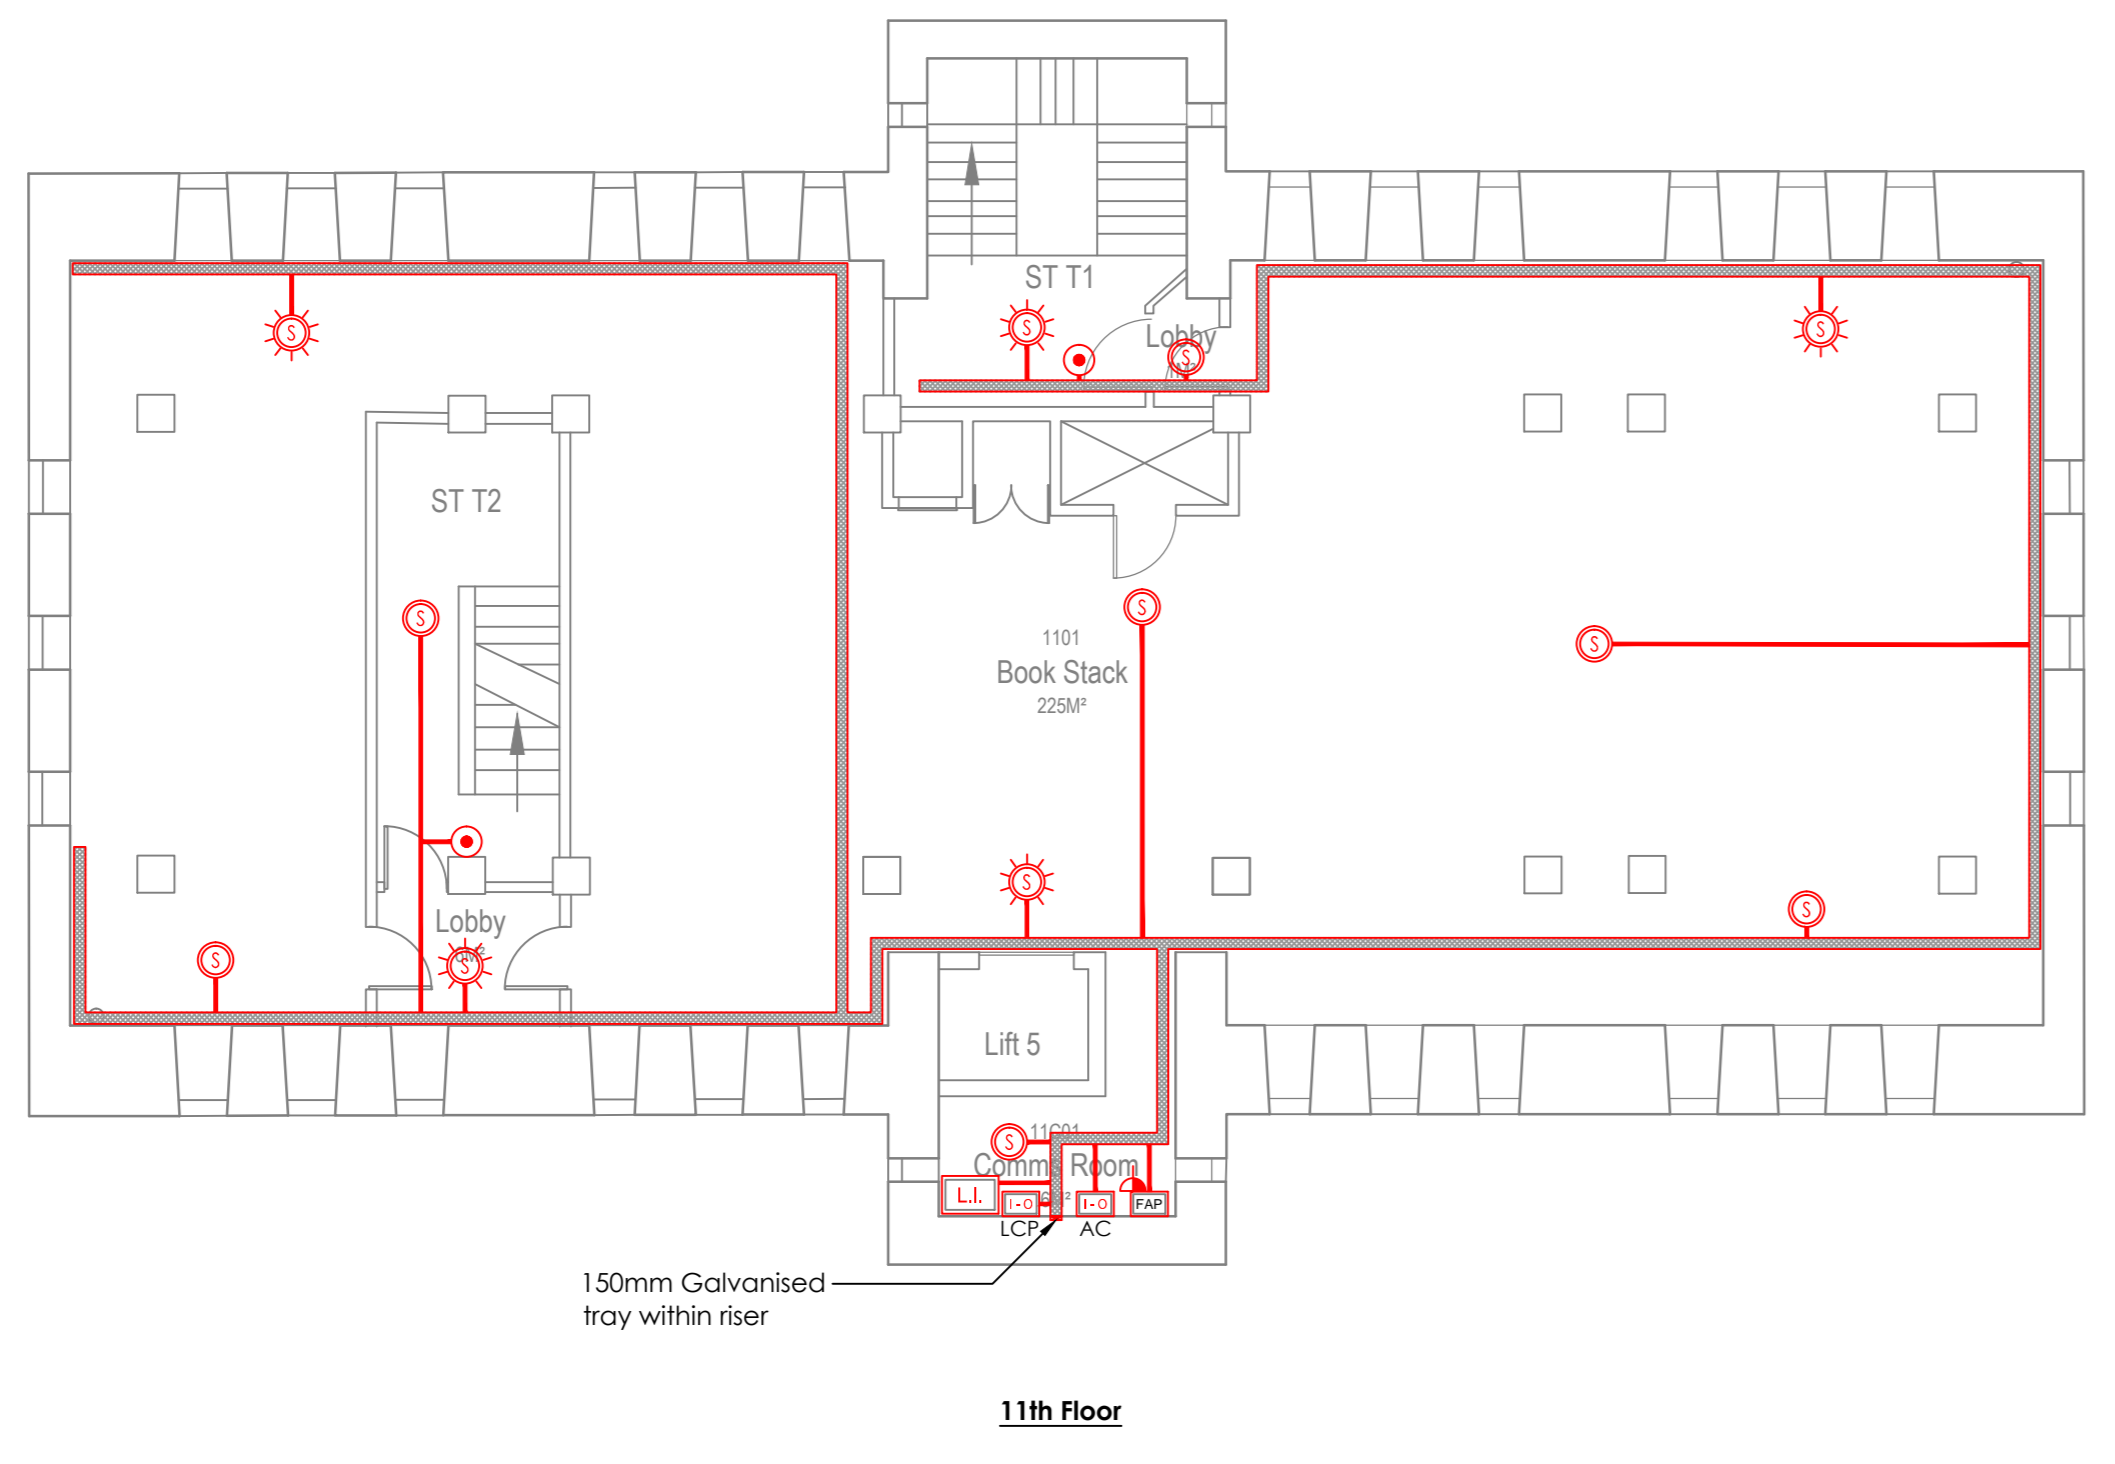 ST T1
Lobby
S
S
S
S
ST T2
S
S
1101
Book Stack
225M²
S
S
S
Lobby
S
S
Lift 5
S
11C01
Comms Room
L.I.
I-O
I-O
FAP
LCP
AC
150mm Galvanised
tray within riser
11th Floor